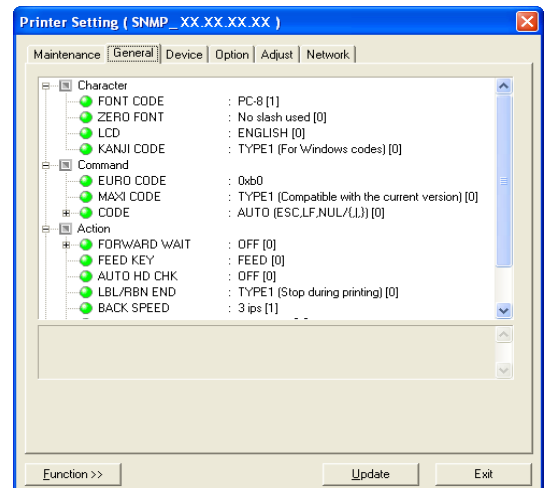 Printer Setting ( SNMP_XX.XX.XX.XX )
Maintenance General Device Option Adjust Network
Character
FONT CODE : PC-8 [1]
ZERO FONT : No slash used [0]
LCD : ENGLISH [0]
KANJI CODE : TYPE1 (For Windows codes) [0]
Command
EURO CODE : 0xb0
MAXI CODE : TYPE1 (Compatible with the current version) [0]
CODE : AUTO (ESC,LF,NUL/{,|,}) [0]
Action
FORWARD WAIT : OFF [0]
FEED KEY : FEED [0]
AUTO HD CHK : OFF [0]
LBL/RBN END : TYPE1 (Stop during printing) [0]
BACK SPEED : 3 ips [1]
Function >> Update Exit